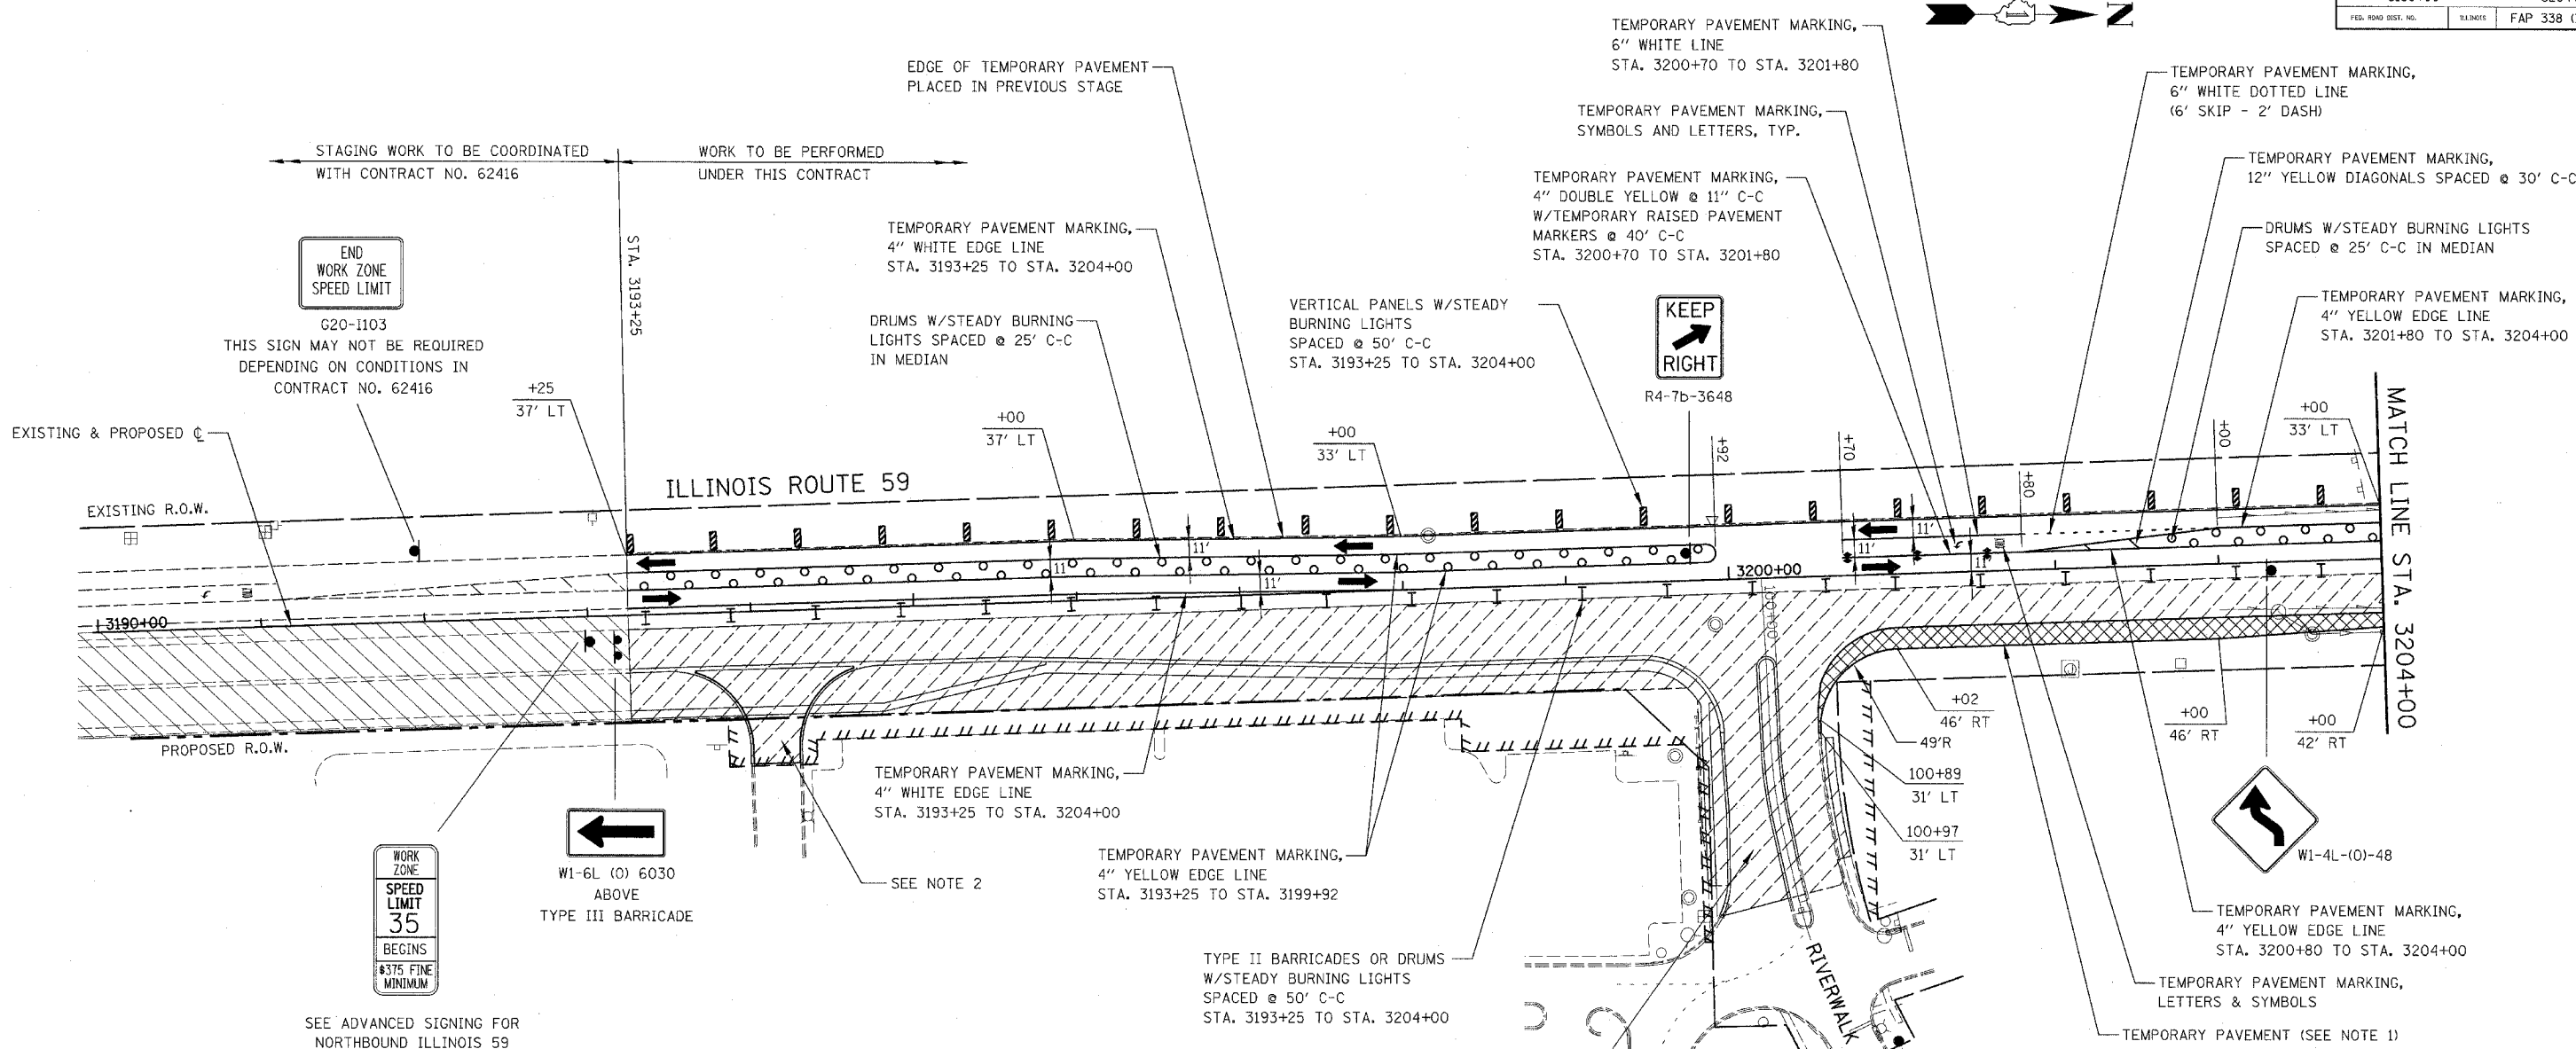 FED. ROAD DIST. NO.
ILLINOIS
FAP 338 (
N
TEMPORARY PAVEMENT MARKING,
6" WHITE LINE
STA. 3200+70 TO STA. 3201+80
EDGE OF TEMPORARY PAVEMENT
PLACED IN PREVIOUS STAGE
TEMPORARY PAVEMENT MARKING,
6" WHITE DOTTED LINE
(6' SKIP - 2' DASH)
TEMPORARY PAVEMENT MARKING,
SYMBOLS AND LETTERS, TYP.
STAGING WORK TO BE COORDINATED
WITH CONTRACT NO. 62416
WORK TO BE PERFORMED
UNDER THIS CONTRACT
TEMPORARY PAVEMENT MARKING,
12" YELLOW DIAGONALS SPACED @ 30' C-C
TEMPORARY PAVEMENT MARKING,
4" DOUBLE YELLOW @ 11" C-C
W/TEMPORARY RAISED PAVEMENT
MARKERS @ 40' C-C
STA. 3200+70 TO STA. 3201+80
TEMPORARY PAVEMENT MARKING,
4" WHITE EDGE LINE
STA. 3193+25 TO STA. 3204+00
DRUMS W/STEADY BURNING LIGHTS
SPACED @ 25' C-C IN MEDIAN
STA. 3193+25
END
WORK ZONE
SPEED LIMIT
G20-I103
THIS SIGN MAY NOT BE REQUIRED
DEPENDING ON CONDITIONS IN
CONTRACT NO. 62416
DRUMS W/STEADY BURNING
LIGHTS SPACED @ 25' C-C
IN MEDIAN
VERTICAL PANELS W/STEADY
BURNING LIGHTS
SPACED @ 50' C-C
STA. 3193+25 TO STA. 3204+00
KEEP
RIGHT
R4-7b-3648
TEMPORARY PAVEMENT MARKING,
4" YELLOW EDGE LINE
STA. 3201+80 TO STA. 3204+00
+25
37' LT
+00
37' LT
+00
33' LT
+92
+70
+80
+00
+00
33' LT
EXISTING & PROPOSED ℄
ILLINOIS ROUTE 59
EXISTING R.O.W.
MATCH LINE STA. 3204+00
11'
11'
11'
11'
11'
11'
3190+00
3200+00
PROPOSED R.O.W.
+02
46' RT
49'R
+00
46' RT
+00
42' RT
100+89
31' LT
100+97
31' LT
TEMPORARY PAVEMENT MARKING,
4" WHITE EDGE LINE
STA. 3193+25 TO STA. 3204+00
W1-6L (O) 6030
ABOVE
TYPE III BARRICADE
WORK
ZONE
SPEED
LIMIT
35
BEGINS
$375 FINE
MINIMUM
SEE NOTE 2
TEMPORARY PAVEMENT MARKING,
4" YELLOW EDGE LINE
STA. 3193+25 TO STA. 3199+92
W1-4L-(O)-48
TYPE II BARRICADES OR DRUMS
W/STEADY BURNING LIGHTS
SPACED @ 50' C-C
STA. 3193+25 TO STA. 3204+00
RIVERWALK
TEMPORARY PAVEMENT MARKING,
4" YELLOW EDGE LINE
STA. 3200+80 TO STA. 3204+00
TEMPORARY PAVEMENT MARKING,
LETTERS & SYMBOLS
TEMPORARY PAVEMENT (SEE NOTE 1)
SEE ADVANCED SIGNING FOR
NORTHBOUND ILLINOIS 59